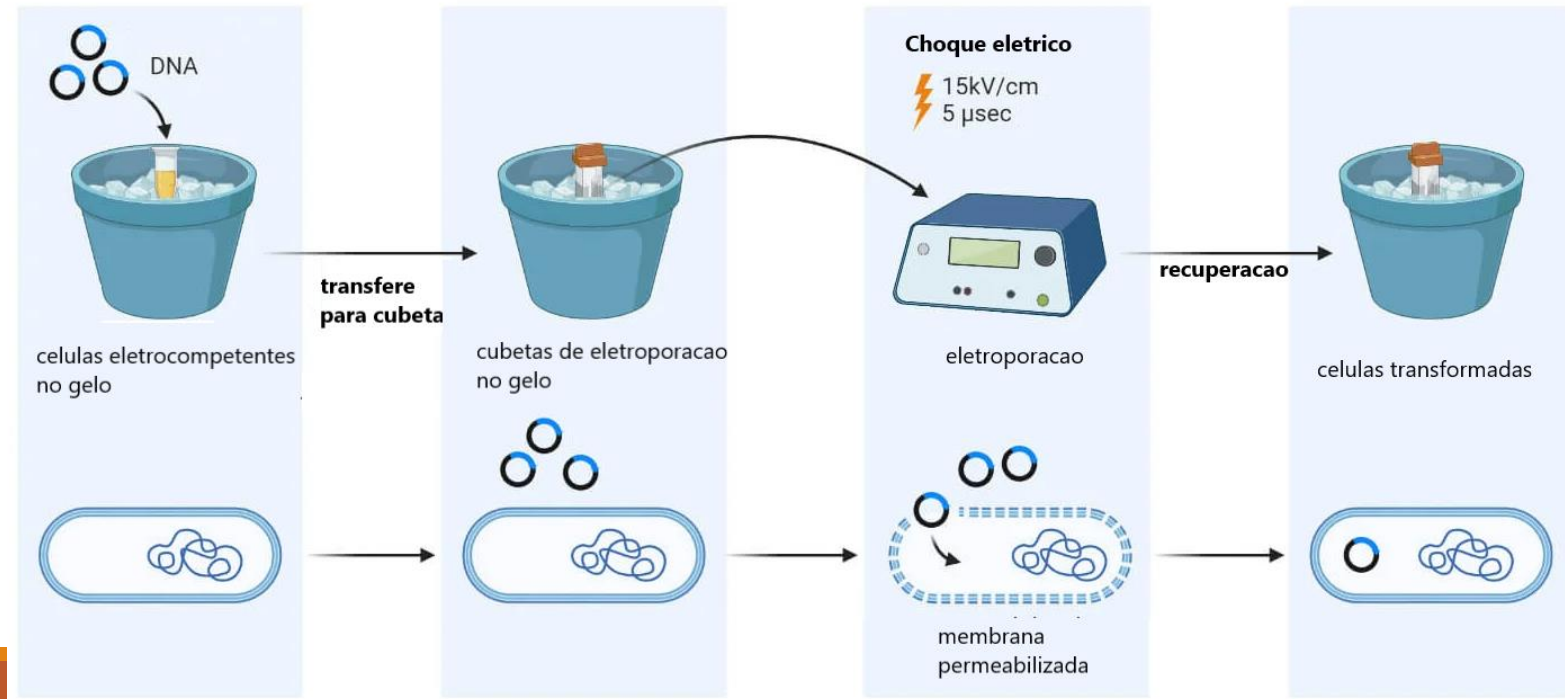 DNA
celulas eletrocompetentes
no gelo
transfere
para cubeta
cubetas de eletroporacao
no gelo
Choque eletrico
15kV/cm
5 µsec
eletroporacao
recuperacao
celulas transformadas
membrana
permeabilizada